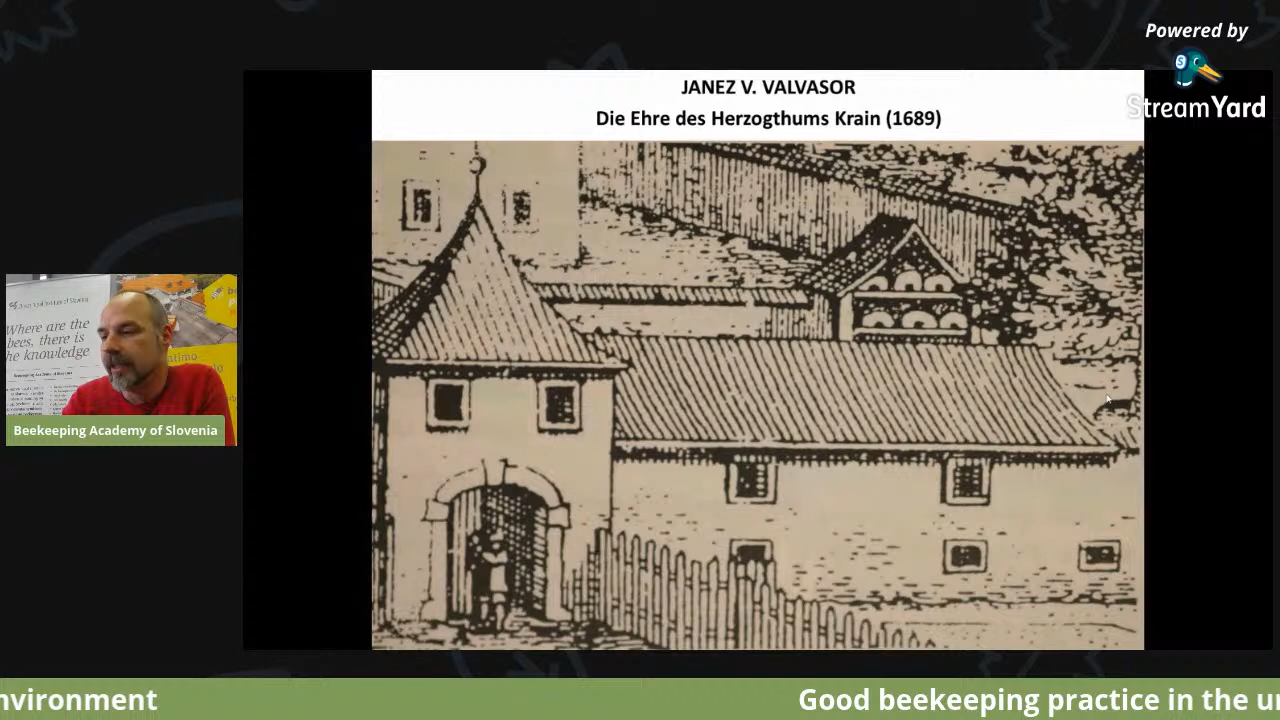 Powered by
StreamYard
JANEZ V. VALVASOR
Die Ehre des Herzogthums Krain (1689)
Where are the
bees, there is
he knowledge
Beekeeping Academy of Slovenia
nvironment
Good beekeeping practice in the u